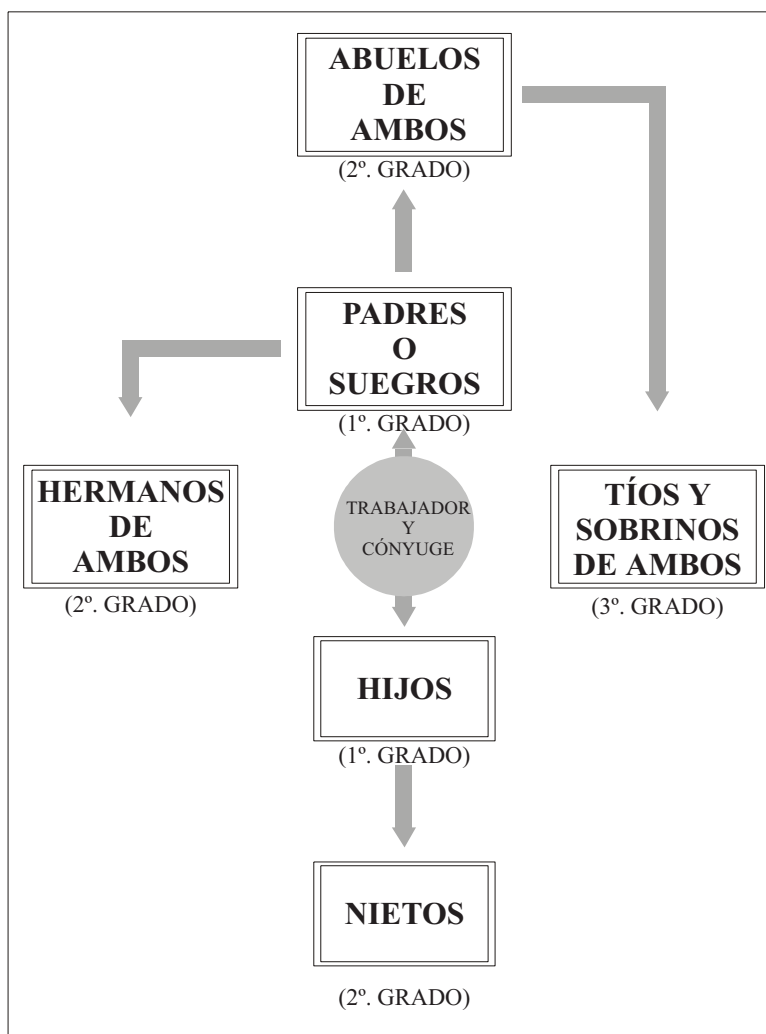 ABUELOS
DE
AMBOS
(2º. GRADO)
PADRES
O
SUEGROS
(1º. GRADO)
HERMANOS
DE
AMBOS
(2º. GRADO)
TRABAJADOR
Y
CÓNYUGE
TÍOS Y
SOBRINOS
DE AMBOS
(3º. GRADO)
HIJOS
(1º. GRADO)
NIETOS
(2º. GRADO)